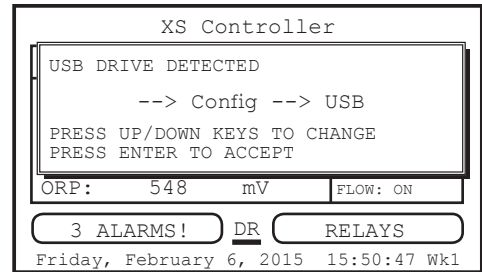 XS Controller
USB DRIVE DETECTED
--> Config --> USB
PRESS UP/DOWN KEYS TO CHANGE
PRESS ENTER TO ACCEPT
ORP: 548 mV FLOW: ON
3 ALARMS! DR RELAYS
Friday, February 6, 2015 15:50:47 Wk1